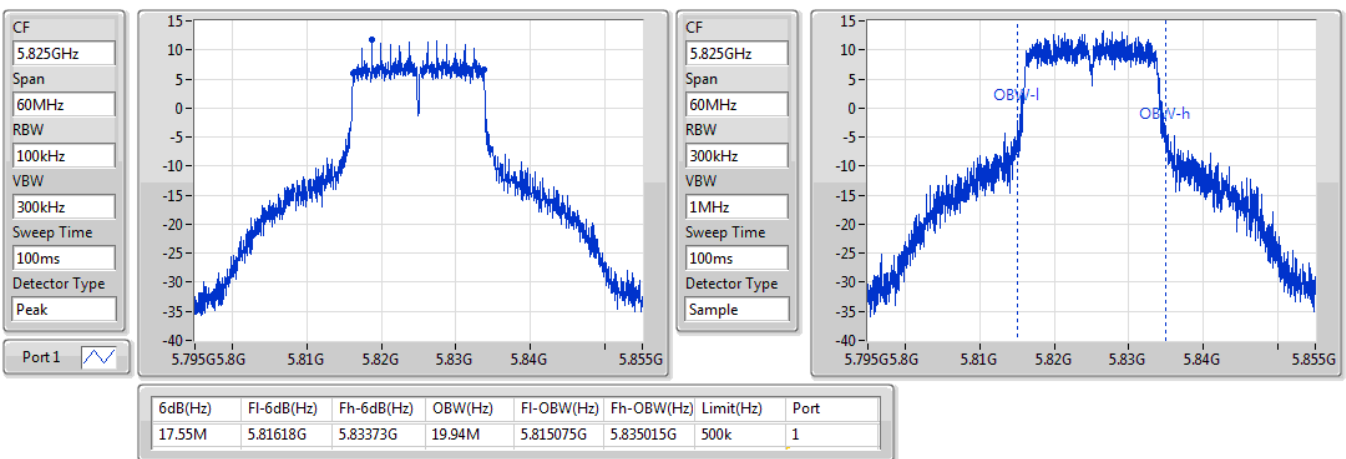 CF
5.825GHz
Span
60MHz
RBW
100kHz
VBW
300kHz
Sweep Time
100ms
Detector Type
Peak
Port 1
15
10
5
0
-5
-10
-15
-20
-25
-30
-35
-40
5.795G 5.8G 5.81G 5.82G 5.83G 5.84G 5.855G
CF
5.825GHz
Span
60MHz
RBW
300kHz
VBW
1MHz
Sweep Time
100ms
Detector Type
Sample
15
10
5
0
-5
-10
-15
-20
-25
-30
-35
-40
OBW-l
OBW-h
5.795G 5.8G 5.81G 5.82G 5.83G 5.84G 5.855G
6dB(Hz) Fl-6dB(Hz) Fh-6dB(Hz) OBW(Hz) Fl-OBW(Hz) Fh-OBW(Hz) Limit(Hz) Port
17.55M 5.81618G 5.83373G 19.94M 5.815075G 5.835015G 500k 1